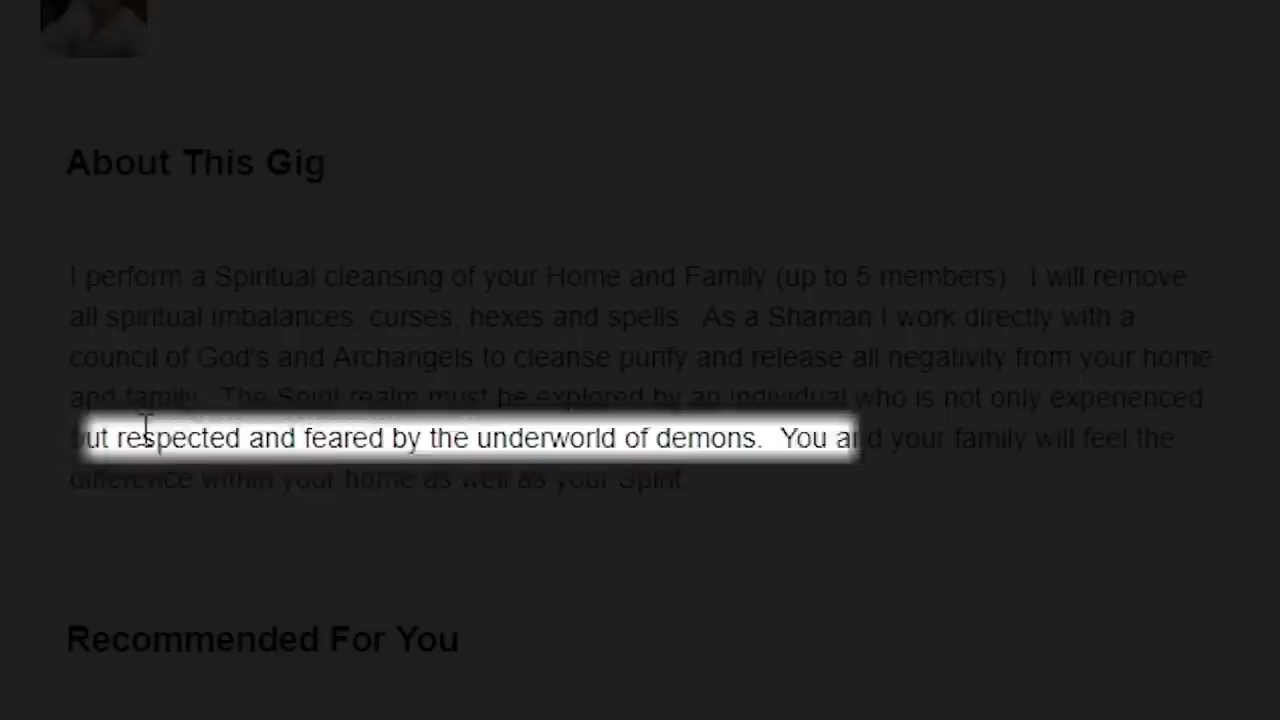 About This Gig
I perform a Spiritual cleansing of your Home and Family (up to 5 members). I will remove
all spiritual imbalances, curses, hexes and spells. As a Shaman I work directly with a
council of God's and Archangels to cleanse purify and release all negativity from your home
and family. The Spirit realm must be explored by an individual who is not only experienced
but respected and feared by the underworld of demons. You and your family will feel the
difference within your home as well as your Spirit.
Recommended For You